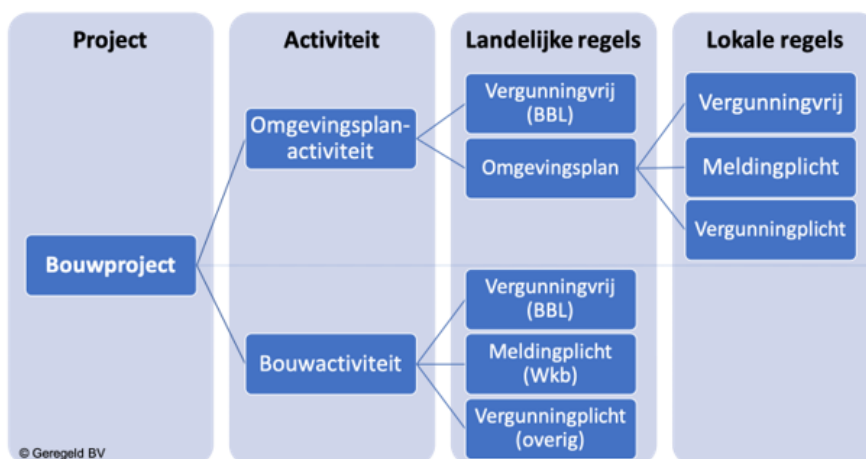 Project
Activiteit
Landelijke regels
Lokale regels
Bouwproject
Omgevingsplan-
activiteit
Bouwactiviteit
Vergunningvrij
(BBL)
Omgevingsplan
Vergunningvrij
(BBL)
Meldingplicht
(Wkb)
Vergunningplicht
(overig)
Vergunningvrij
Meldingplicht
Vergunningplicht
© Geregeld BV